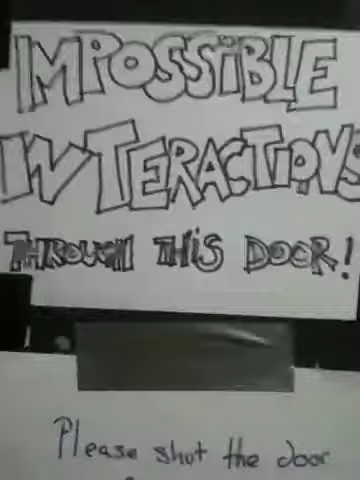 IMPOSSIBLE
INTERACTIONS
THROUGH THIS DOOR!
Please shut the door